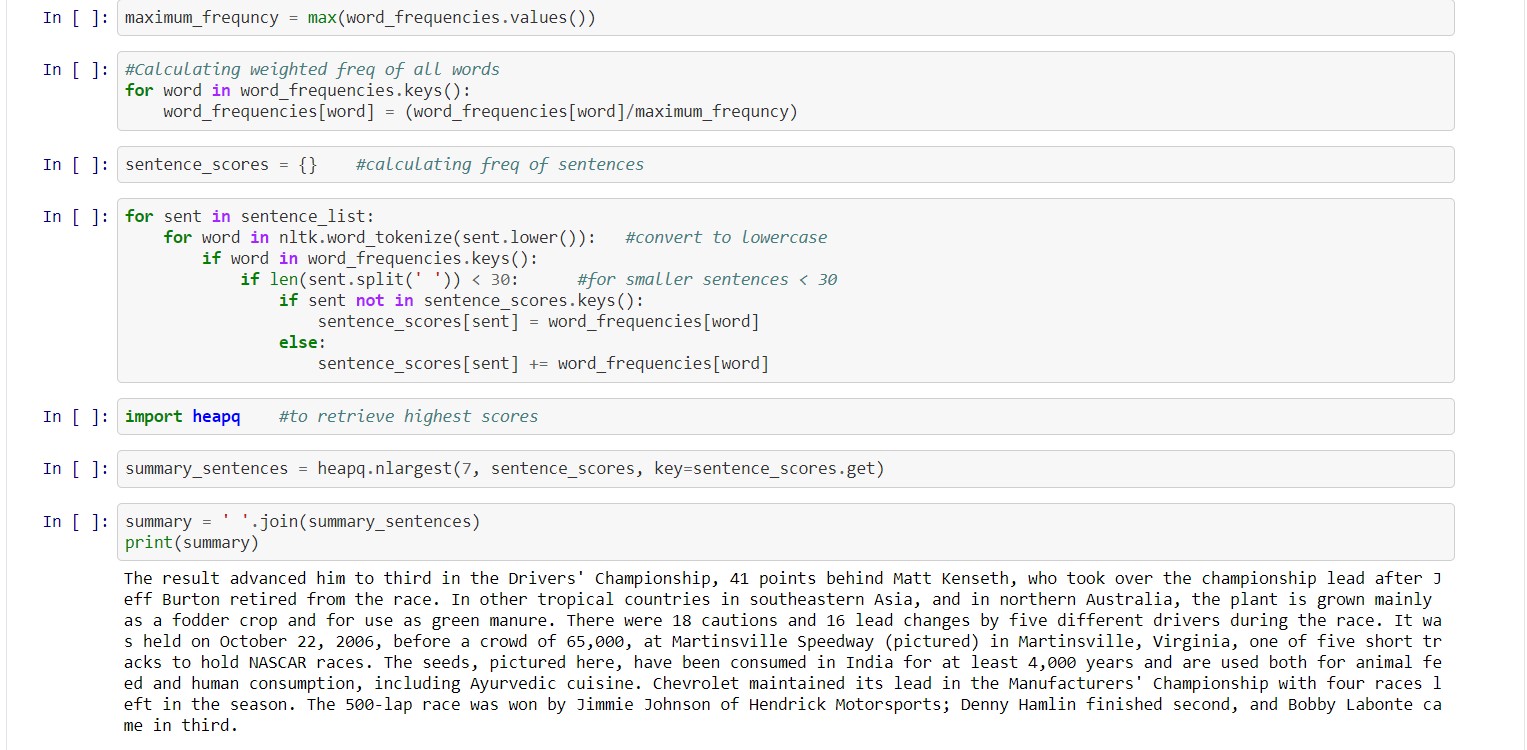 In [ ]: maximum_frequncy = max(word_frequencies.values())
In [ ]: #Calculating weighted freq of all words
for word in word_frequencies.keys():
    word_frequencies[word] = (word_frequencies[word]/maximum_frequncy)
In [ ]: sentence_scores = {}    #calculating freq of sentences
In [ ]: for sent in sentence_list:
    for word in nltk.word_tokenize(sent.lower()):   #convert to lowercase
        if word in word_frequencies.keys():
            if len(sent.split(' ')) < 30:      #for smaller sentences < 30
                if sent not in sentence_scores.keys():
                    sentence_scores[sent] = word_frequencies[word]
                else:
                    sentence_scores[sent] += word_frequencies[word]
In [ ]: import heapq    #to retrieve highest scores
In [ ]: summary_sentences = heapq.nlargest(7, sentence_scores, key=sentence_scores.get)
In [ ]: summary = ' '.join(summary_sentences)
print(summary)
The result advanced him to third in the Drivers' Championship, 41 points behind Matt Kenseth, who took over the championship lead after J
eff Burton retired from the race. In other tropical countries in southeastern Asia, and in northern Australia, the plant is grown mainly
as a fodder crop and for use as green manure. There were 18 cautions and 16 lead changes by five different drivers during the race. It wa
s held on October 22, 2006, before a crowd of 65,000, at Martinsville Speedway (pictured) in Martinsville, Virginia, one of five short tr
acks to hold NASCAR races. The seeds, pictured here, have been consumed in India for at least 4,000 years and are used both for animal fe
ed and human consumption, including Ayurvedic cuisine. Chevrolet maintained its lead in the Manufacturers' Championship with four races l
eft in the season. The 500-lap race was won by Jimmie Johnson of Hendrick Motorsports; Denny Hamlin finished second, and Bobby Labonte ca
me in third.